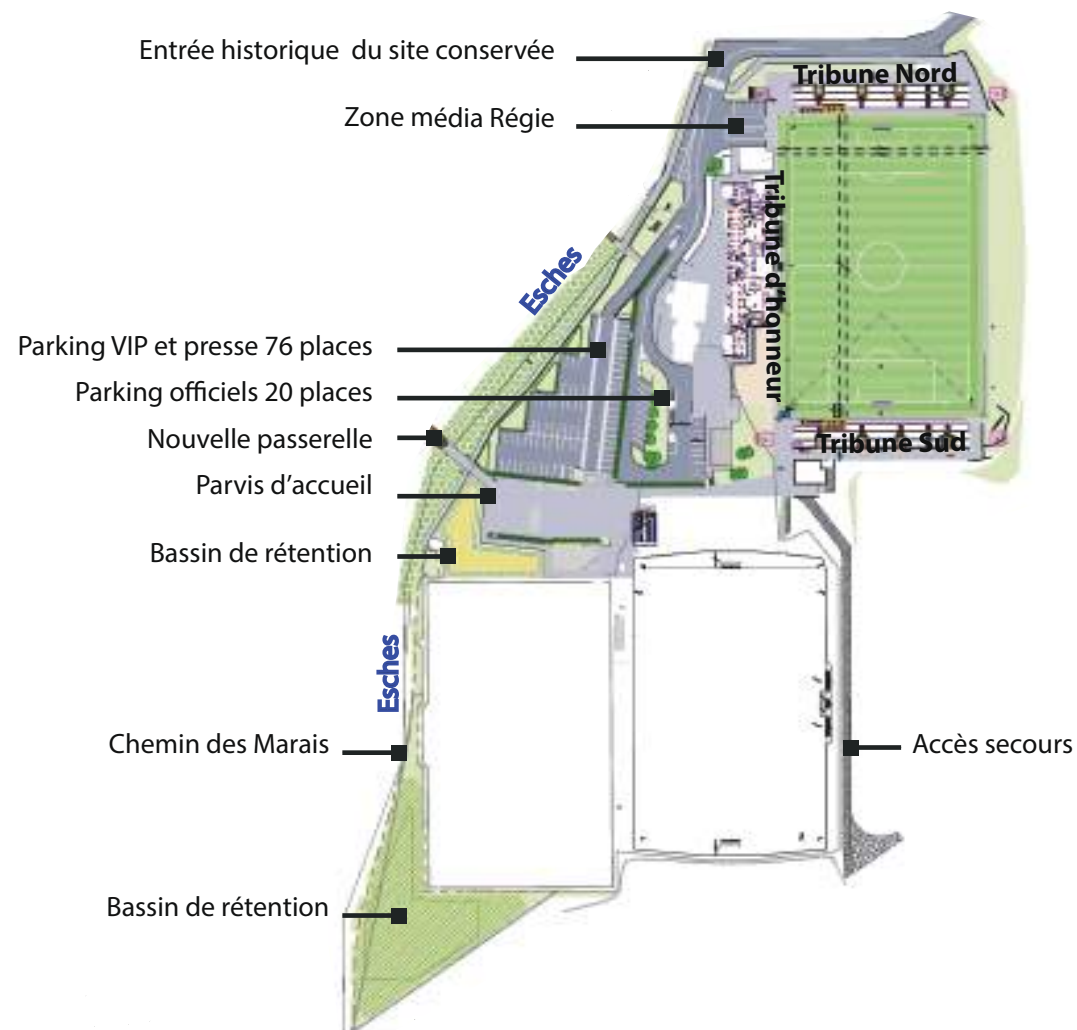 Entrée historique du site conservée
Tribune Nord
Zone média Régie
Tribune d'honneur
Esches
Parking VIP et presse 76 places
Parking officiels 20 places
Nouvelle passerelle
Tribune Sud
Parvis d'accueil
Bassin de rétention
Esches
Chemin des Marais
Accès secours
Bassin de rétention